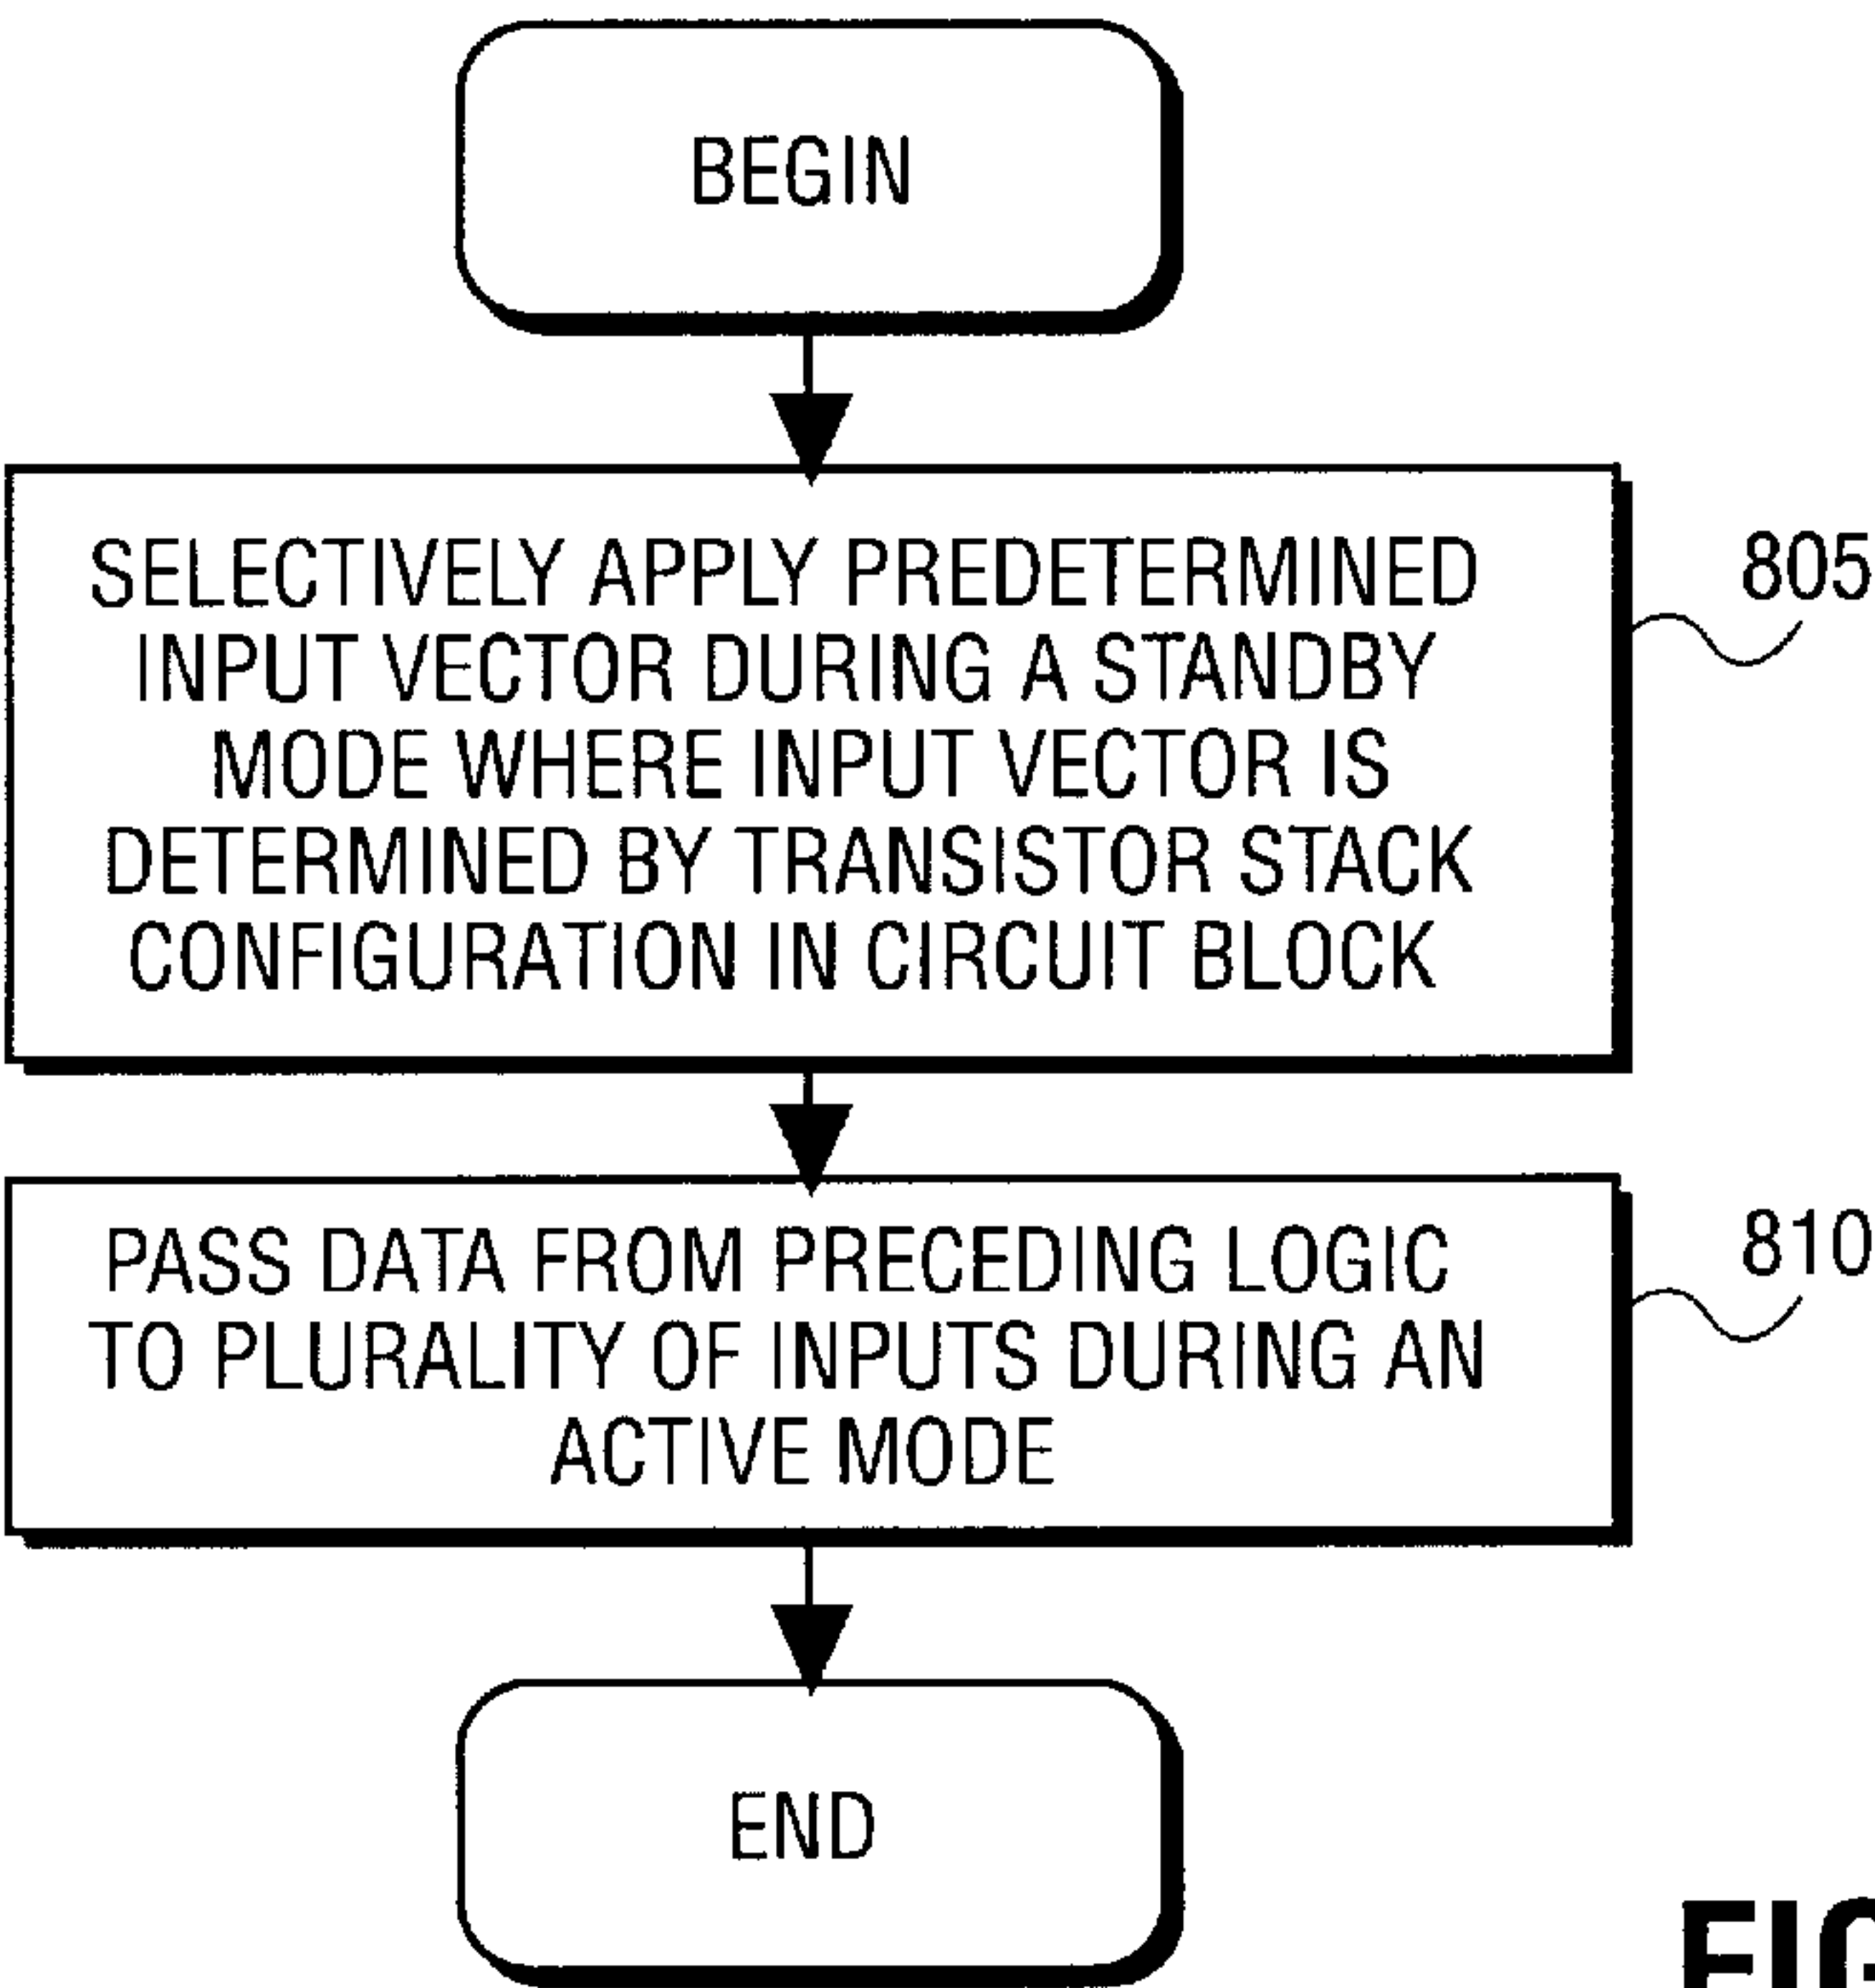 BEGIN
SELECTIVELY APPLY PREDETERMINED
INPUT VECTOR DURING A STANDBY
MODE WHERE INPUT VECTOR IS
DETERMINED BY TRANSISTOR STACK
CONFIGURATION IN CIRCUIT BLOCK
805
PASS DATA FROM PRECEDING LOGIC
TO PLURALITY OF INPUTS DURING AN
ACTIVE MODE
810
END